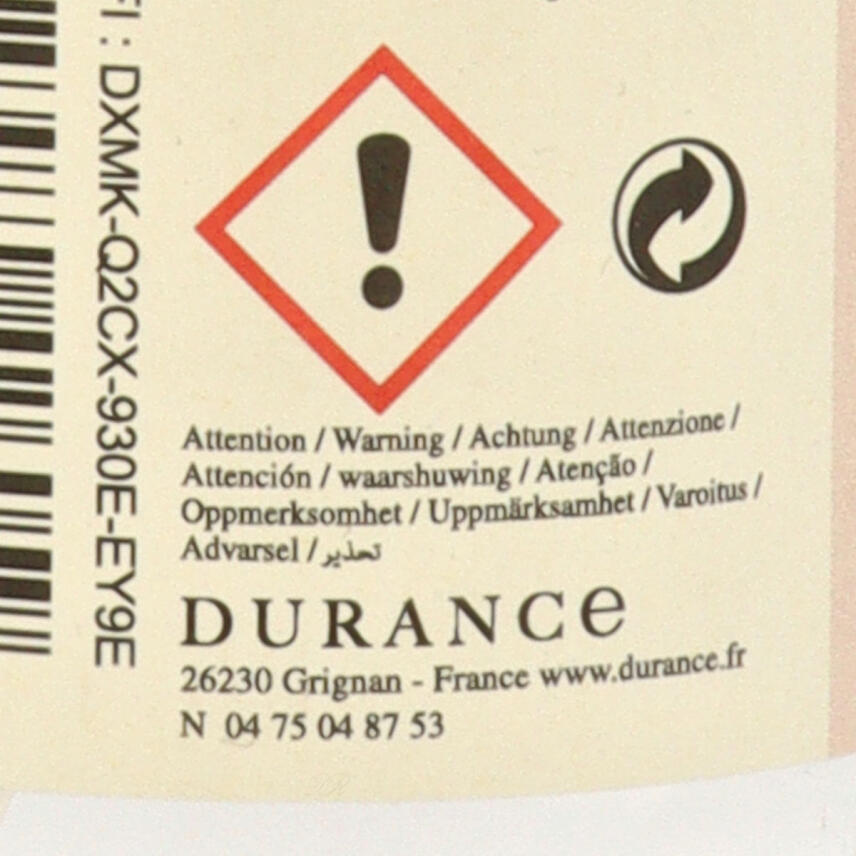 FI : DXMK-Q2CX-930E-EY9E
Attention / Warning / Achtung / Attenzione /
Attención / waarshuwing / Atenção /
Oppmerksomhet / Uppmärksamhet / Varoitus /
Advarsel / تحذير
DURANCe
26230 Grignan - France www.durance.fr
N 04 75 04 87 53